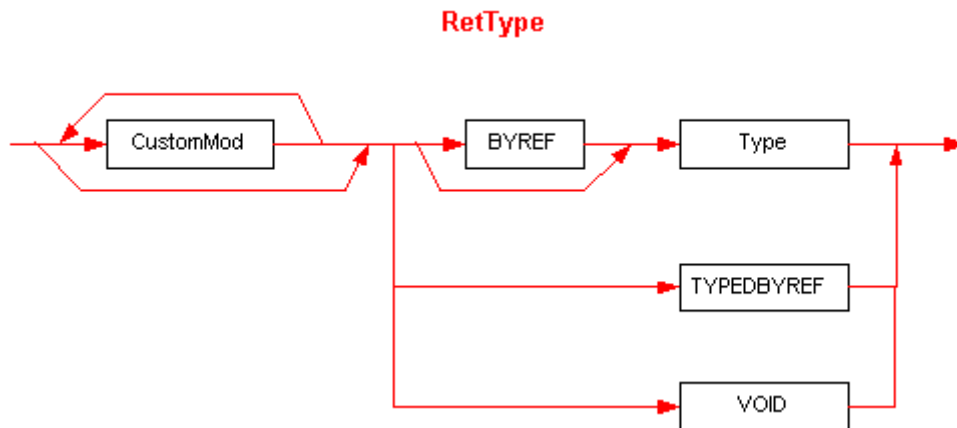 RetType
CustomMod
BYREF
Type
TYPEDBYREF
VOID